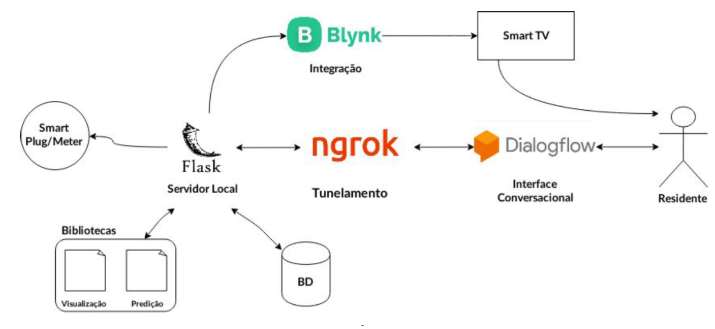 B Blynk
Integração
Smart TV
Smart
Plug/Meter
Flask
Servidor Local
ngrok
Tunelamento
Dialogflow
Interface
Conversacional
Residente
Bibliotecas
Visualização
Predição
BD